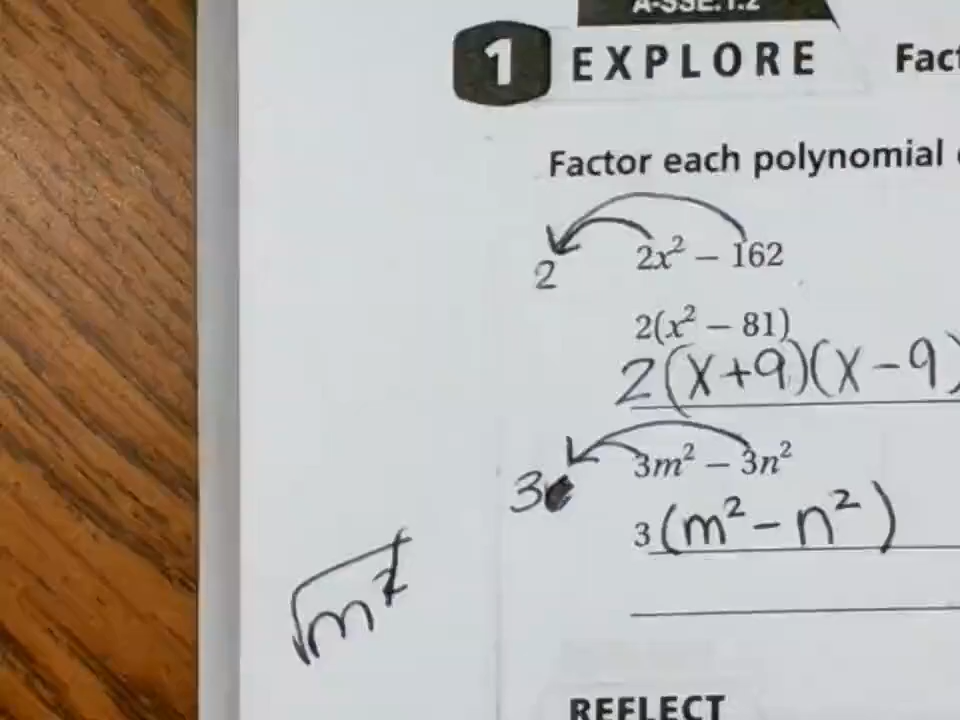 A-SSE.1.2
1 EXPLORE
Factor each polynomial
2x² − 162
2
2(x² − 81)
2(x+9)(x−9)
3m² − 3n²
3
3(m² − n²)
√m²
REFLECT